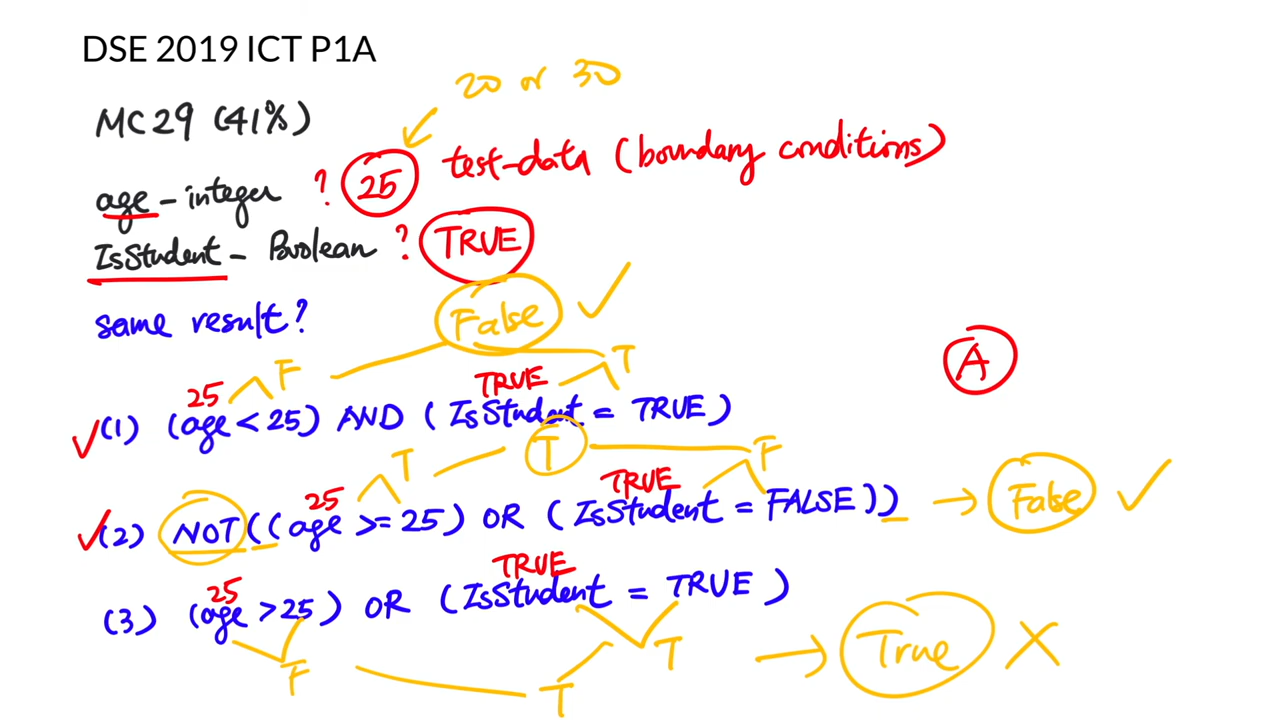 DSE 2019 ICT P1A
20 or 30
MC 29 (41%)
age - integer ? 25 test-data (boundary conditions)
IsStudent - Boolean ? TRUE
same result? False ✓
F T
25 TRUE A
✓ (1) (age < 25) AND (IsStudent = TRUE)
T T F
25 TRUE
✓ (2) NOT((age >= 25) OR (IsStudent = FALSE)) → False ✓
25 TRUE
(3) (age > 25) OR (IsStudent = TRUE)
F T T → True X